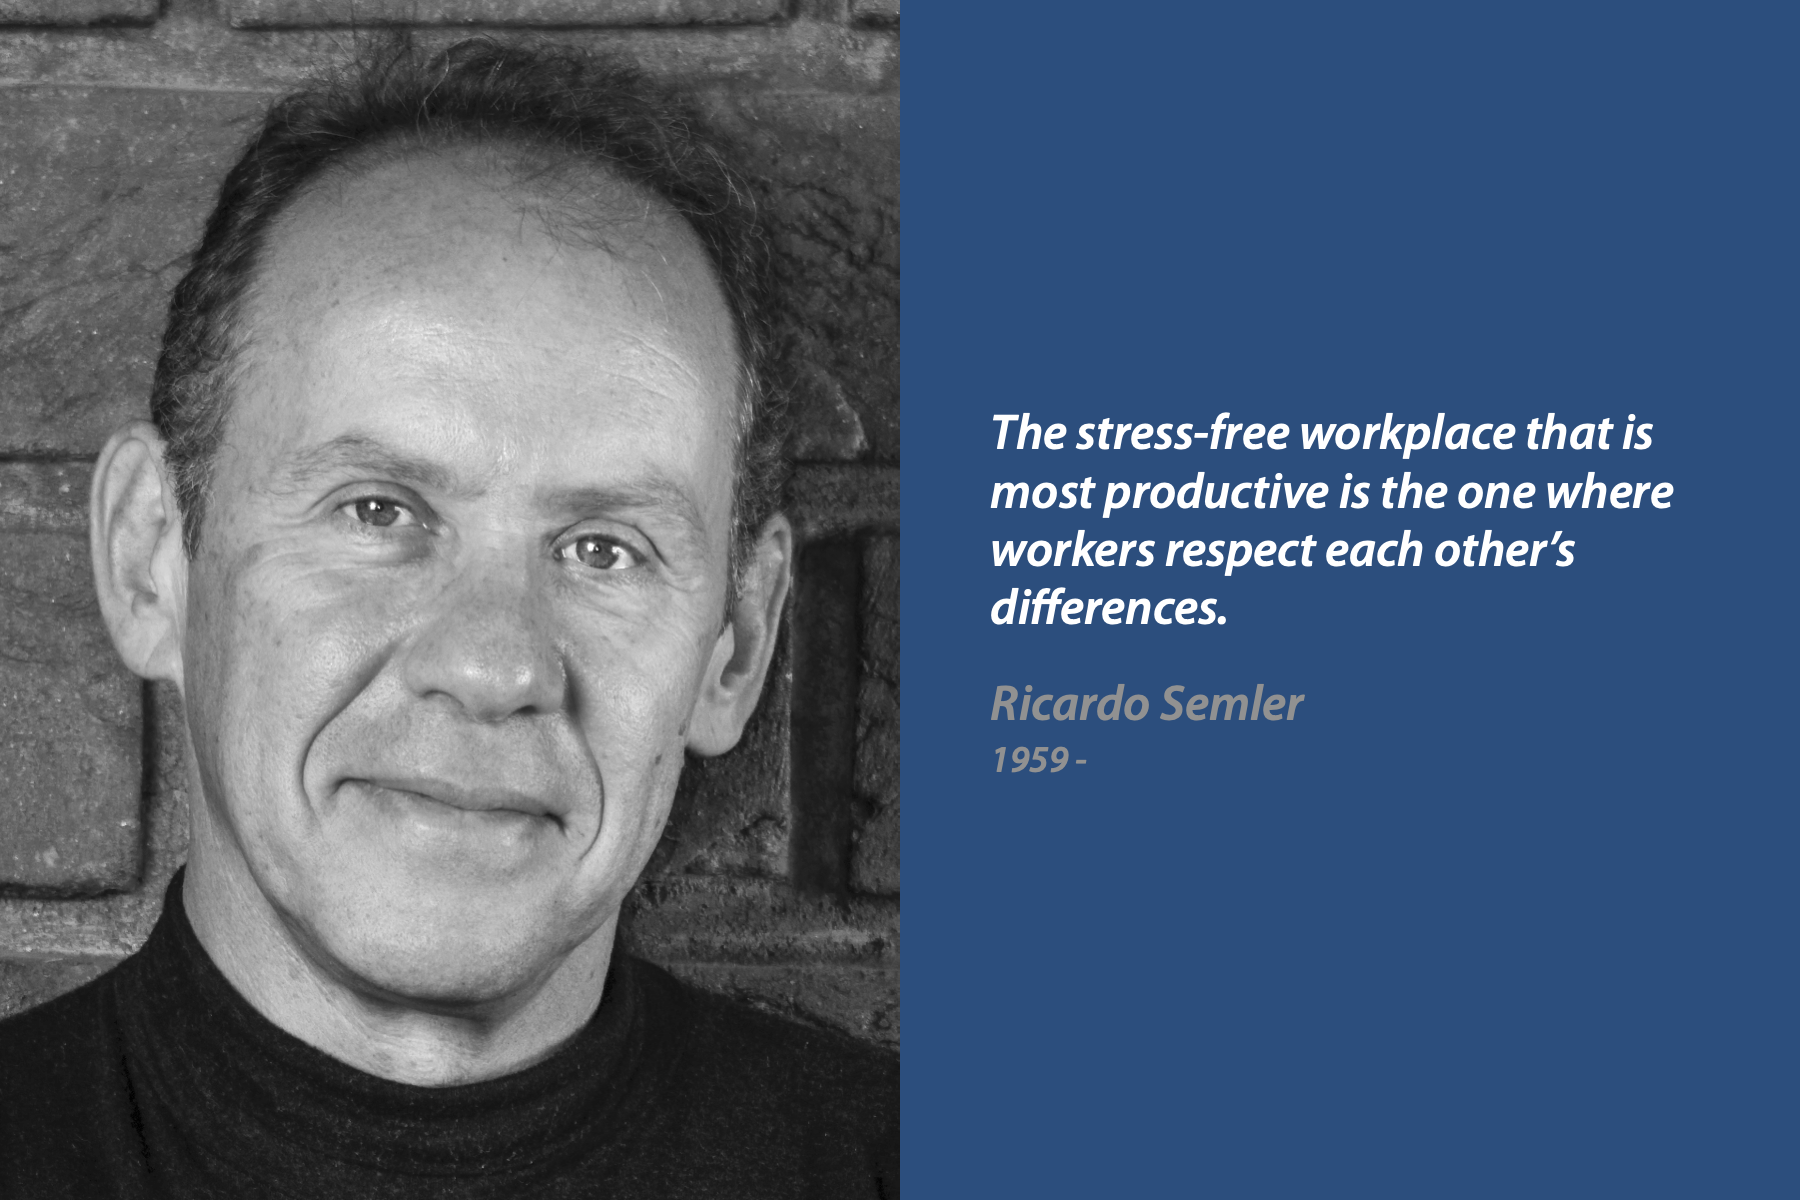 The stress-free workplace that is
most productive is the one where
workers respect each other’s
differences.
Ricardo Semler
1959 -